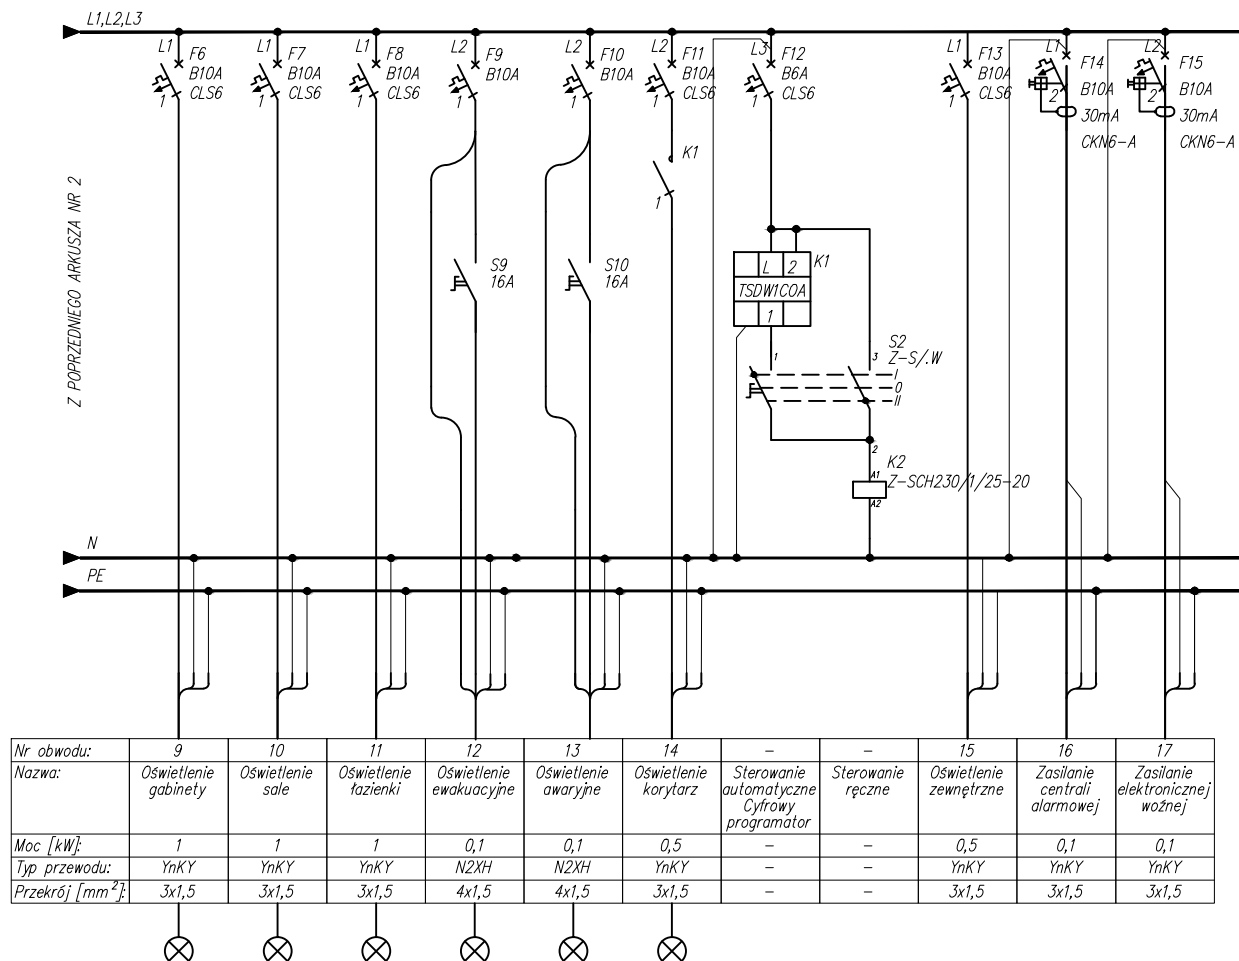 L1,L2,L3
L1 F6
B10A
CLS6
1
L1 F7
B10A
CLS6
1
L1 F8
B10A
CLS6
1
L2 F9
B10A
1
L2 F10
B10A
1
L2 F11
B10A
CLS6
1
L3 F12
B6A
CLS6
1
L1 F13
B10A
CLS6
1
L1 F14
B10A
2
30mA
CKN6-A
L2 F15
B10A
2
30mA
CKN6-A
Z POPRZEDNIEGO ARKUSZA NR 2
K1
1
S9
16A
S10
16A
L 2 K1
TSDW1COA
1
S2
Z-S/.W
1 3
I
0
II
2
K2
A1
Z-SCH230/1/25-20
A2
N
PE
Nr obwodu: 9 10 11 12 13 14 - - 15 16 17
Nazwa: Oświetlenie gabinety Oświetlenie sale Oświetlenie łazienki Oświetlenie ewakuacyjne Oświetlenie awaryjne Oświetlenie korytarz Sterowanie automatyczne Cyfrowy programator Sterowanie ręczne Oświetlenie zewnętrzne Zasilanie centrali alarmowej Zasilanie elektronicznej woźnej
Moc [kW]: 1 1 1 0,1 0,1 0,5 - - 0,5 0,1 0,1
Typ przewodu: YnKY YnKY YnKY N2XH N2XH YnKY - - YnKY YnKY YnKY
Przekrój [mm²]: 3x1,5 3x1,5 3x1,5 4x1,5 4x1,5 3x1,5 - - 3x1,5 3x1,5 3x1,5